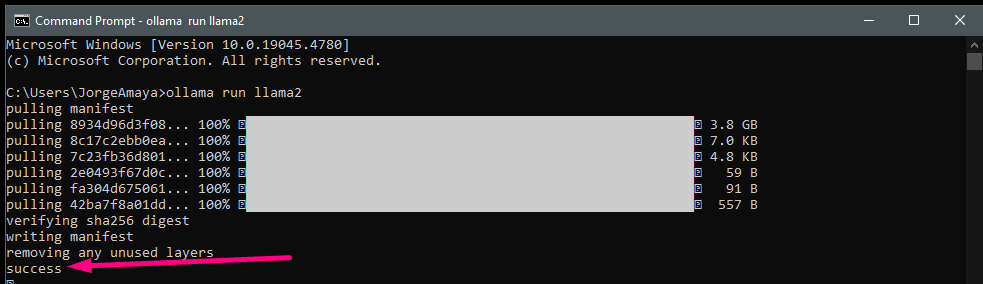 Command Prompt - ollama run llama2
Microsoft Windows [Version 10.0.19045.4780]
(c) Microsoft Corporation. All rights reserved.
C:\Users\JorgeAmaya>ollama run llama2
pulling manifest
pulling 8934d96d3f08... 100% 3.8 GB
pulling 8c17c2ebb0ea... 100% 7.0 KB
pulling 7c23fb36d801... 100% 4.8 KB
pulling 2e0493f67d0c... 100% 59 B
pulling fa304d675061... 100% 91 B
pulling 42ba7f8a01dd... 100% 557 B
verifying sha256 digest
writing manifest
removing any unused layers
success